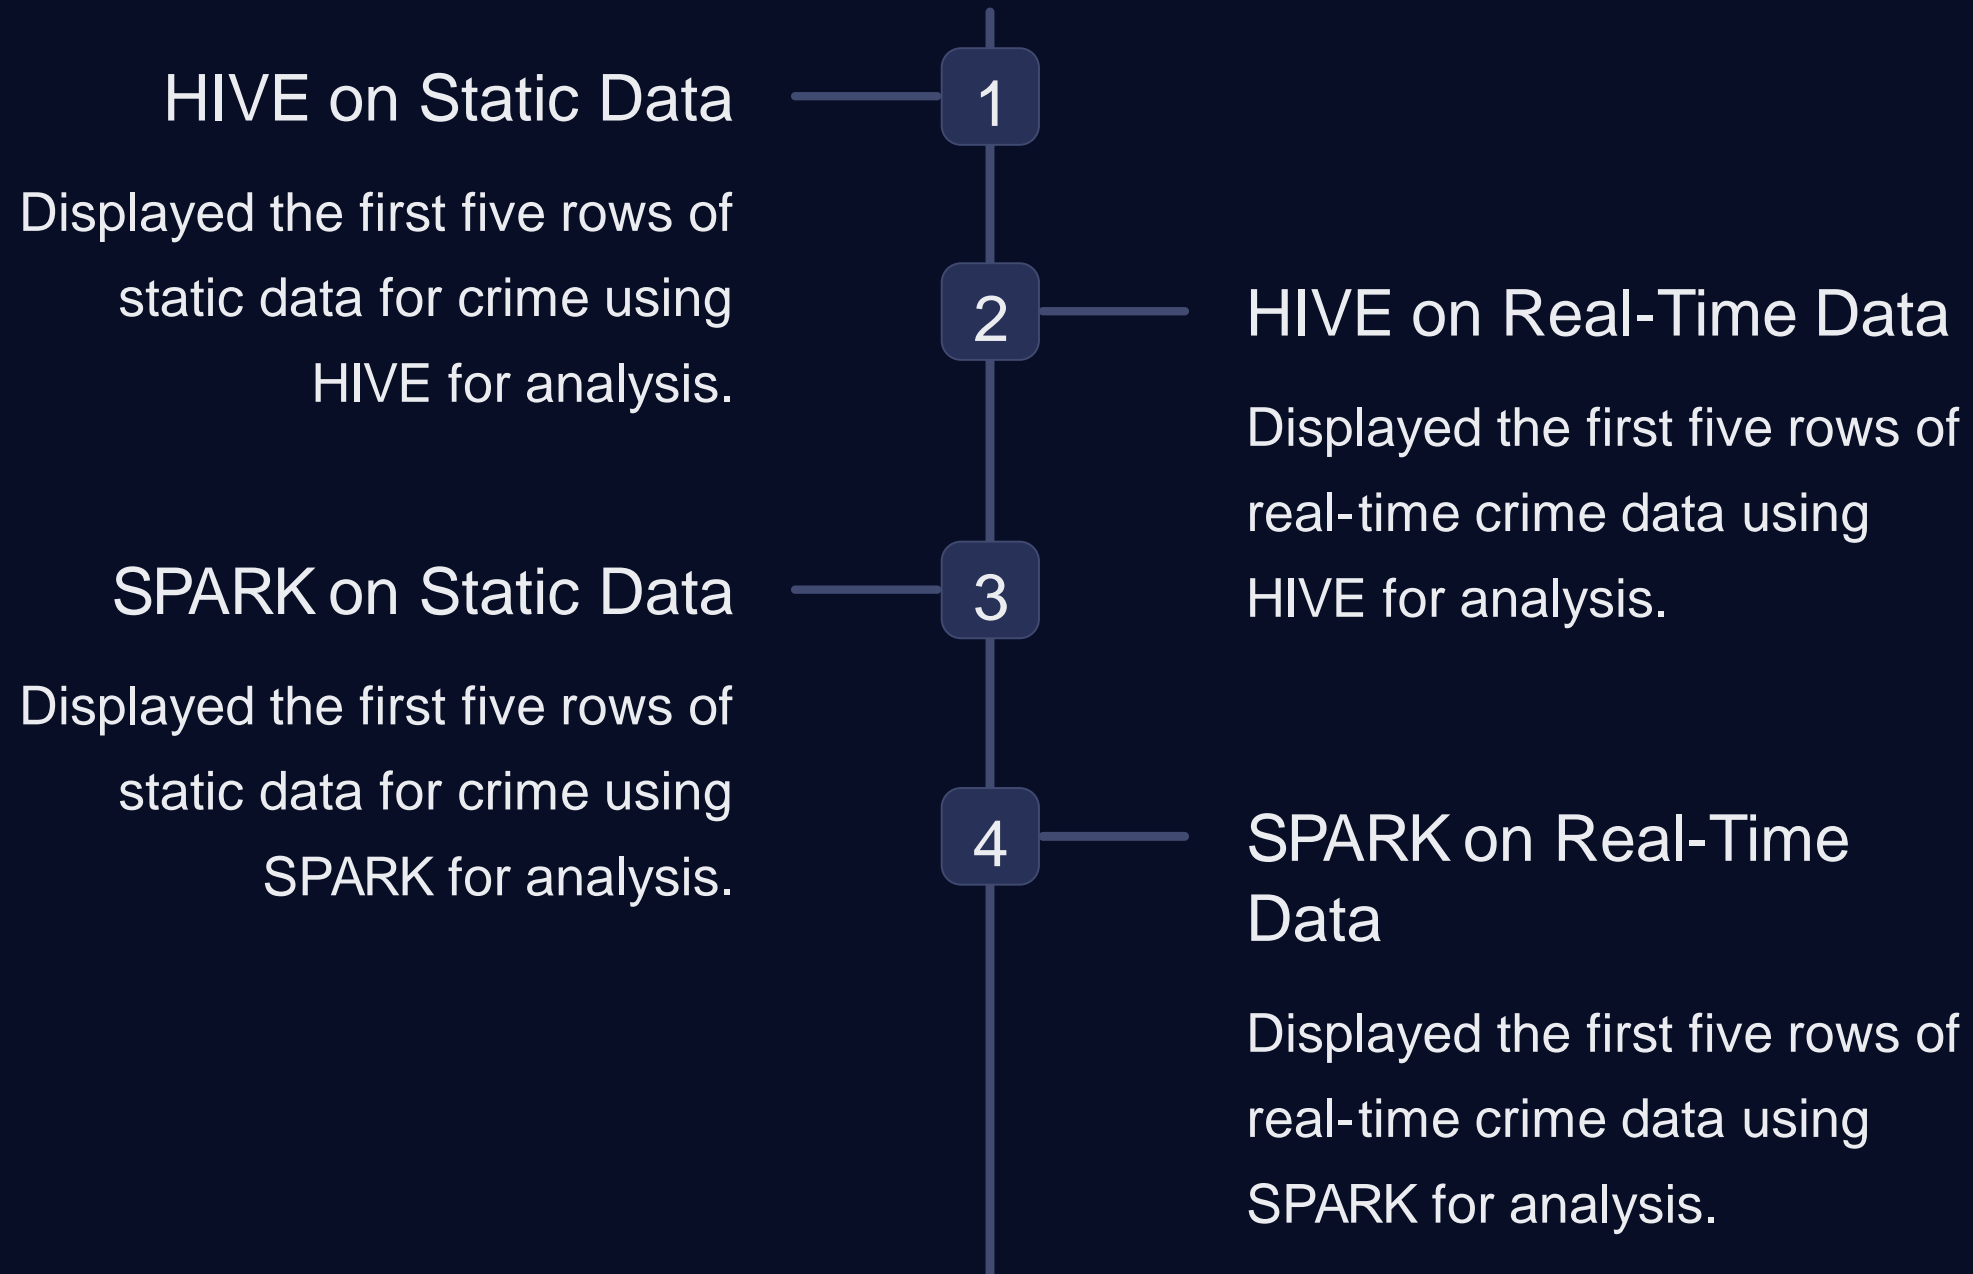 1
HIVE on Static Data
Displayed the first five rows of
static data for crime using
HIVE for analysis.
2
HIVE on Real-Time Data
Displayed the first five rows of
real-time crime data using
HIVE for analysis.
3
SPARK on Static Data
Displayed the first five rows of
static data for crime using
SPARK for analysis.
4
SPARK on Real-Time
Data
Displayed the first five rows of
real-time crime data using
SPARK for analysis.